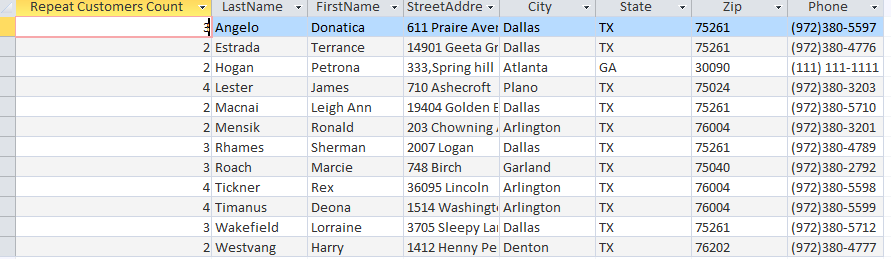 Repeat Customers Count LastName FirstName StreetAddre City State Zip Phone
3 Angelo Donatica 611 Praire Aver Dallas TX 75261 (972)380-5597
2 Estrada Terrance 14901 Geeta Gr Dallas TX 75261 (972)380-4776
2 Hogan Petrona 333,Spring hill Atlanta GA 30090 (111) 111-1111
4 Lester James 710 Ashecroft Plano TX 75024 (972)380-3203
2 Macnai Leigh Ann 19404 Golden E Dallas TX 75261 (972)380-5710
2 Mensik Ronald 203 Chowning Arlington TX 76004 (972)380-3201
3 Rhames Sherman 2007 Logan Dallas TX 75261 (972)380-4789
3 Roach Marcie 748 Birch Garland TX 75040 (972)380-2792
4 Tickner Rex 36095 Lincoln Arlington TX 76004 (972)380-5598
4 Timanus Deona 1514 Washingt Arlington TX 76004 (972)380-5599
3 Wakefield Lorraine 3705 Sleepy La Dallas TX 75261 (972)380-5712
2 Westvang Harry 1412 Henny Pe Denton TX 76202 (972)380-4777